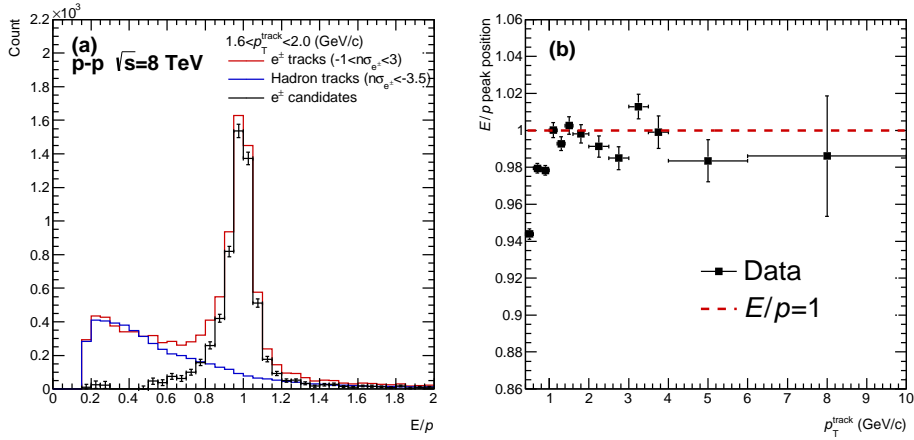 ×10³
Count
(a)
p-p √s=8 TeV
1.6<p_T^track<2.0 (GeV/c)
e± tracks (-1<nσ_e±<3)
Hadron tracks (nσ_e±<-3.5)
e± candidates
2.2
2
1.8
1.6
1.4
1.2
1
0.8
0.6
0.4
0.2
0
0 0.2 0.4 0.6 0.8 1 1.2 1.4 1.6 1.8 2
E/p
(b)
E/p peak position
1.06
1.04
1.02
1
0.98
0.96
0.94
0.92
0.9
0.88
0.86
Data
E/p=1
1 2 3 4 5 6 7 8 9 10
p_T^track (GeV/c)